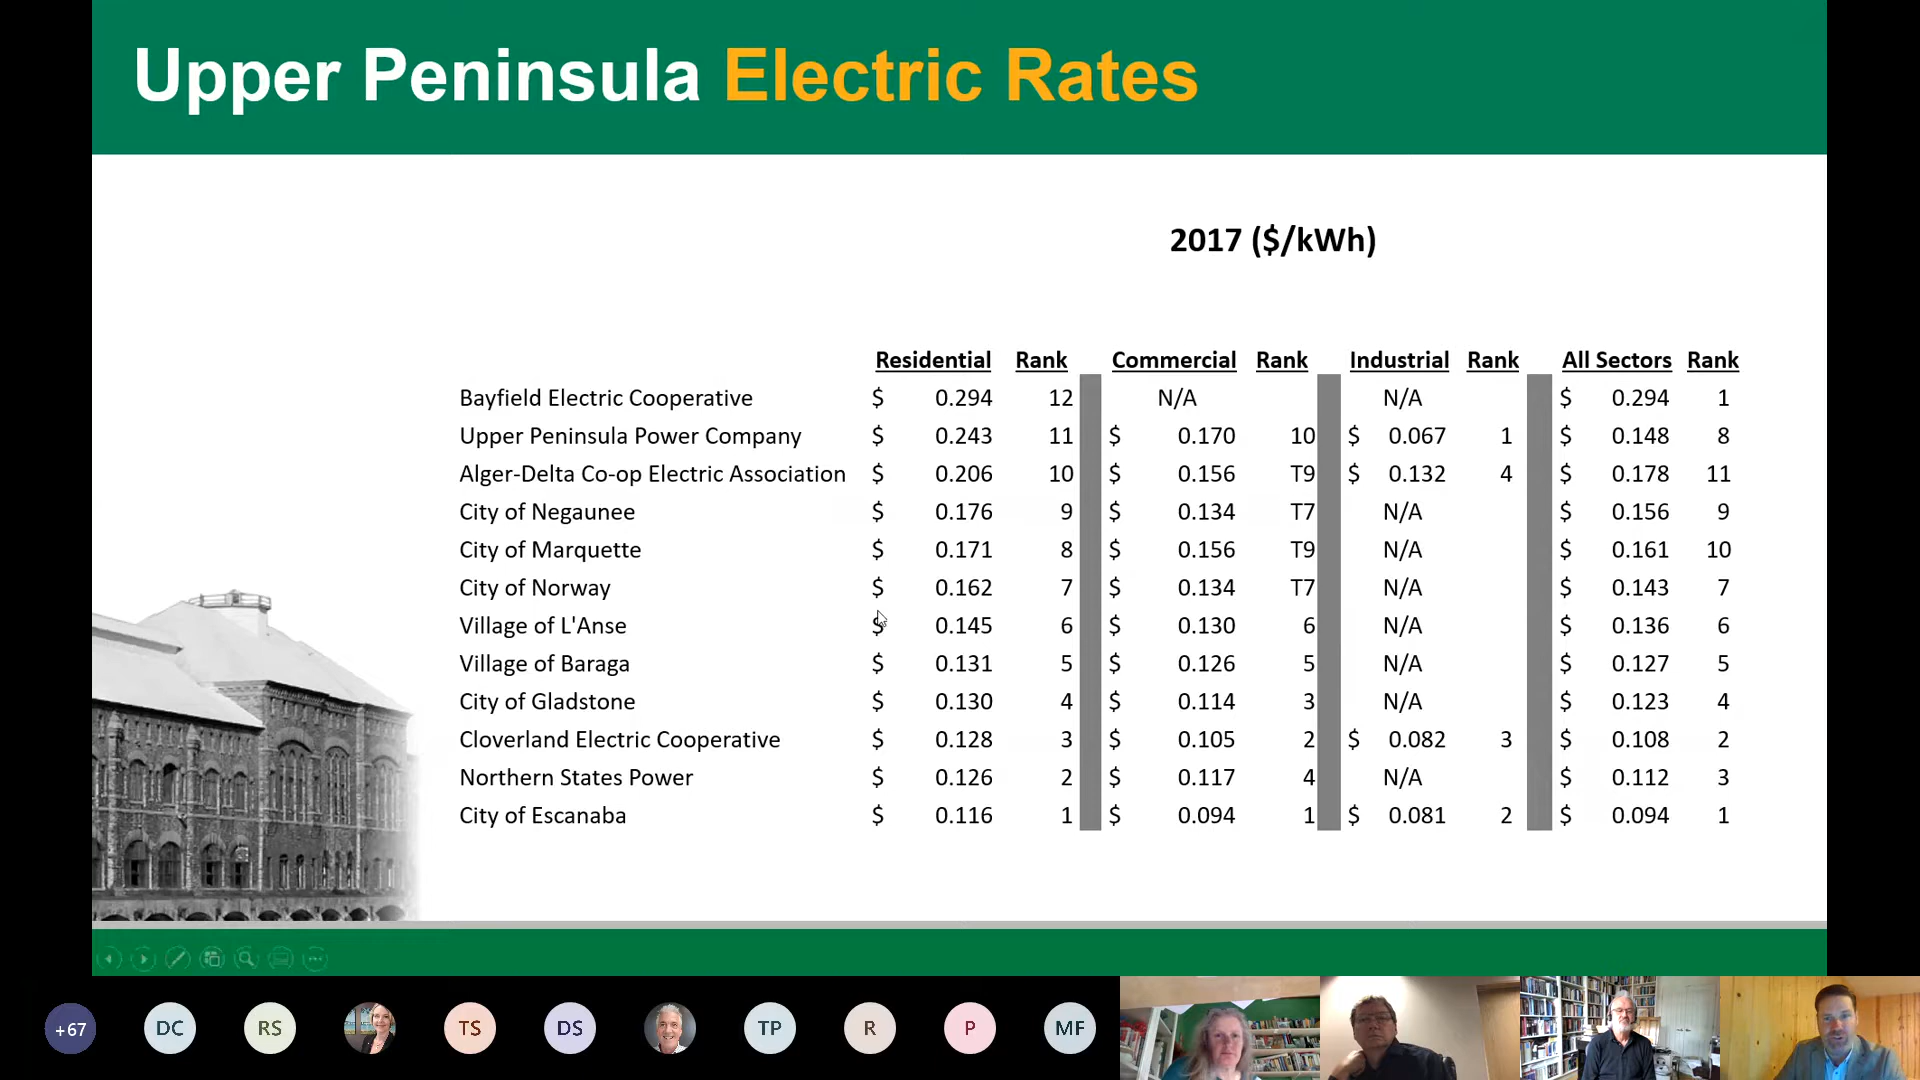 Upper Peninsula Electric Rates
2017 ($/kWh)
Residential Rank Commercial Rank Industrial Rank All Sectors Rank
Bayfield Electric Cooperative $ 0.294 12 N/A N/A $ 0.294 1
Upper Peninsula Power Company $ 0.243 11 $ 0.170 10 $ 0.067 1 $ 0.148 8
Alger-Delta Co-op Electric Association $ 0.206 10 $ 0.156 T9 $ 0.132 4 $ 0.178 11
City of Negaunee $ 0.176 9 $ 0.134 T7 N/A $ 0.156 9
City of Marquette $ 0.171 8 $ 0.156 T9 N/A $ 0.161 10
City of Norway $ 0.162 7 $ 0.134 T7 N/A $ 0.143 7
Village of L'Anse $ 0.145 6 $ 0.130 6 N/A $ 0.136 6
Village of Baraga $ 0.131 5 $ 0.126 5 N/A $ 0.127 5
City of Gladstone $ 0.130 4 $ 0.114 3 N/A $ 0.123 4
Cloverland Electric Cooperative $ 0.128 3 $ 0.105 2 $ 0.082 3 $ 0.108 2
Northern States Power $ 0.126 2 $ 0.117 4 N/A $ 0.112 3
City of Escanaba $ 0.116 1 $ 0.094 1 $ 0.081 2 $ 0.094 1
+67 DC RS TS DS TP R P MF